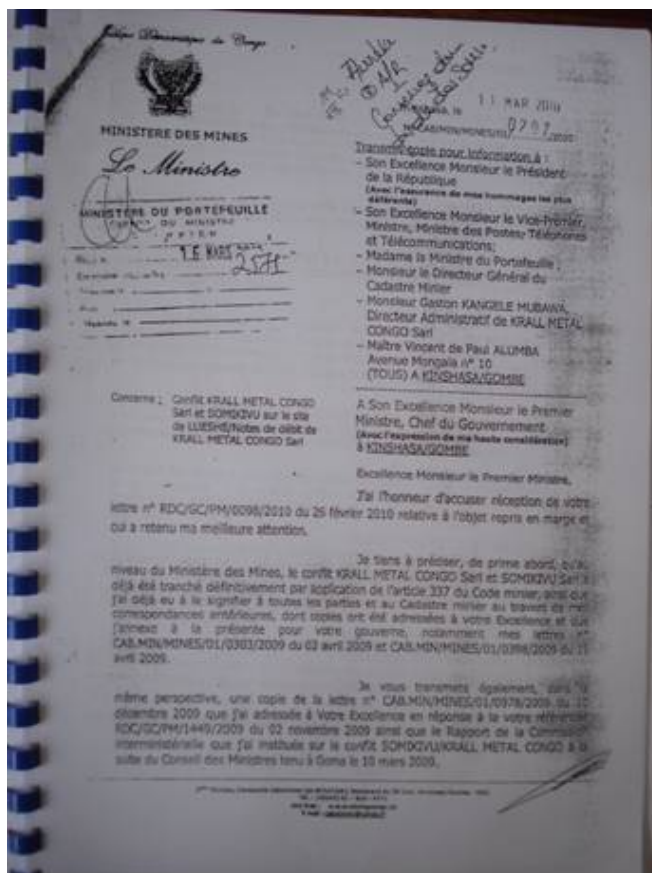 République Démocratique du Congo
MINISTERE DES MINES
Le Ministre
MINISTERE DU PORTEFEUILLE
16 MARS
2571
11 MAR 2010
0207
Transmis copie pour information à :
- Son Excellence Monsieur le Président
de la République
(Avec l'assurance de mes hommages les plus
déférents)
- Son Excellence Monsieur le Vice-Premier
Ministre, Ministre des Postes, Téléphones
et Télécommunications;
- Madame la Ministre du Portefeuille ;
- Monsieur le Directeur Général du
Cadastre Minier
- Monsieur Gaston KANGELE MUBAWA,
Directeur Administratif de KRALL METAL
CONGO Sarl
- Maître Vincent de Paul ALUMBA
Avenue Mongala n° 10
(TOUS) A KINSHASA/GOMBE
Concerne : Conflit KRALL METAL CONGO
Sarl et SOMIKIVU sur le site
de LUESHE/Notes de débit de
KRALL METAL CONGO Sarl
A Son Excellence Monsieur le Premier
Ministre, Chef du Gouvernement
(Avec l'expression de ma haute considération)
à KINSHASA/GOMBE
Excellence Monsieur le Premier Ministre,
J'ai l'honneur d'accuser réception de votre
lettre n° RDC/GC/PM/0098/2010 du 26 février 2010 relative à l'objet repris en marge et
qui a retenu ma meilleure attention.
Je tiens à préciser, de prime abord, qu'au
niveau du Ministère des Mines, le conflit KRALL METAL CONGO Sarl et SOMIKIVU Sarl a
déjà été tranché définitivement par application de l'article 337 du Code minier, ainsi que
j'ai déjà eu à le signifier à toutes les parties et au Cadastre minier au travers de mes
correspondances antérieures, dont copies ont été adressées à votre Excellence et que
j'annexe à la présente pour votre gouverne, notamment mes lettres n°
CAB.MIN/MINES/01/0303/2009 du 02 avril 2009 et CAB.MIN/MINES/01/0398/2009 du
avril 2009.
Je vous transmets également, dans la
même perspective, une copie de la lettre n° CAB.MIN/MINES/01/0978/2009 du
décembre 2009 que j'ai adressée à Votre Excellence en réponse à la votre référencée
RDC/GC/PM/1449/2009 du 02 novembre 2009 ainsi que le Rapport de la Commission
interministérielle que j'ai instituée sur le conflit SOMIKIVU/KRALL METAL CONGO à la
suite du Conseil des Ministres tenu à Goma le 10 mars 2009.